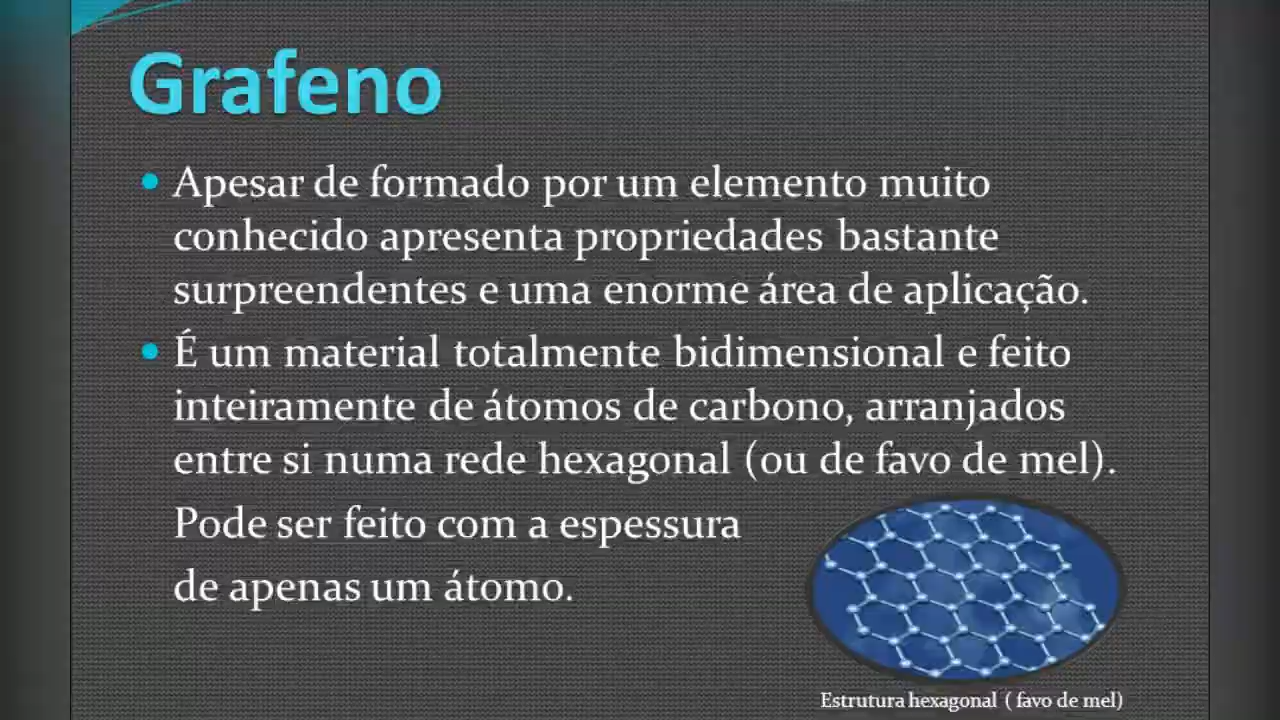 Grafeno
• Apesar de formado por um elemento muito
conhecido apresenta propriedades bastante
surpreendentes e uma enorme área de aplicação.
• É um material totalmente bidimensional e feito
inteiramente de átomos de carbono, arranjados
entre si numa rede hexagonal (ou de favo de mel).
Pode ser feito com a espessura
de apenas um átomo.
Estrutura hexagonal ( favo de mel)